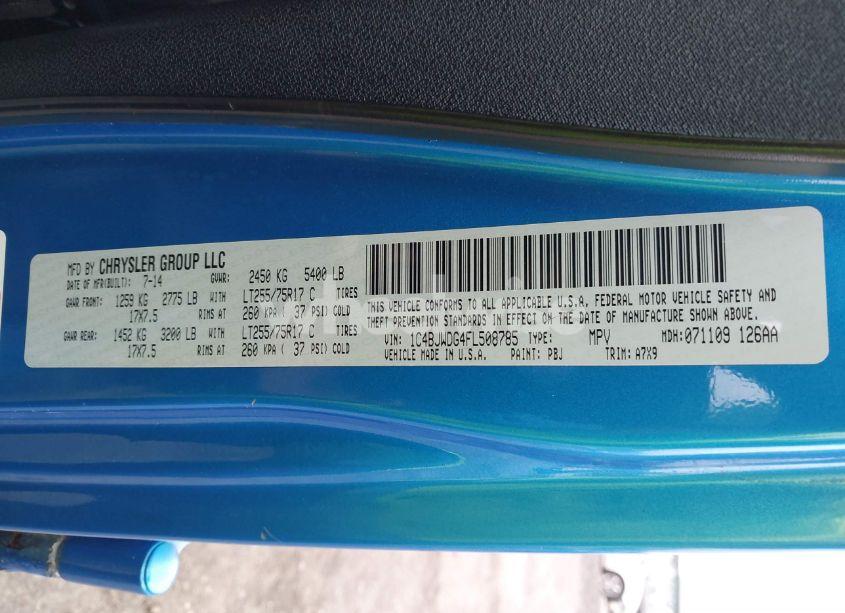 MFD BY CHRYSLER GROUP LLC
DATE OF MFR(BUILT): 7-14 GVWR: 2450 KG 5400 LB
GAWR FRONT: 1259 KG 2775 LB WITH LT255/75R17 C TIRES
17X7.5 RIMS AT 260 KPA ( 37 PSI) COLD
GAWR REAR: 1452 KG 3200 LB WITH LT255/75R17 C TIRES
17X7.5 RIMS AT 260 KPA ( 37 PSI) COLD
THIS VEHICLE CONFORMS TO ALL APPLICABLE U.S.A. FEDERAL MOTOR VEHICLE SAFETY AND
THEFT PREVENTION STANDARDS IN EFFECT ON THE DATE OF MANUFACTURE SHOWN ABOVE.
VIN: 1C4BJWDG4FL508785 TYPE: MPV MDH:071109 126AA
VEHICLE MADE IN U.S.A. PAINT: PBJ TRIM: A7X9